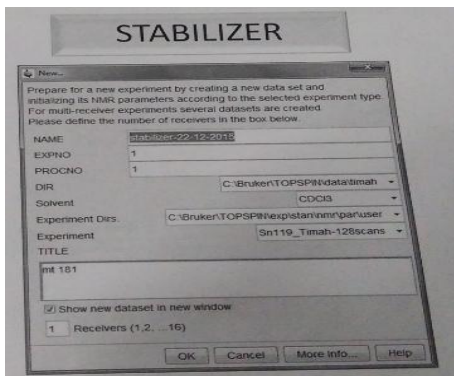 STABILIZER
New...
Prepare for a new experiment by creating a new data set and
initializing its NMR parameters according to the selected experiment type.
For multi-receiver experiments several datasets are created.
Please define the number of receivers in the box below.
NAME stabilizer-22-12-2018
EXPNO 1
PROCNO 1
DIR C:\Bruker\TOPSPIN\data\timah
Solvent CDCl3
Experiment Dirs. C:\Bruker\TOPSPIN\exp\stan\nmr\par\user
Experiment Sn119_Timah-128scans
TITLE
mt 181
Show new dataset in new window
1 Receivers (1,2, ...16)
OK Cancel More Info... Help